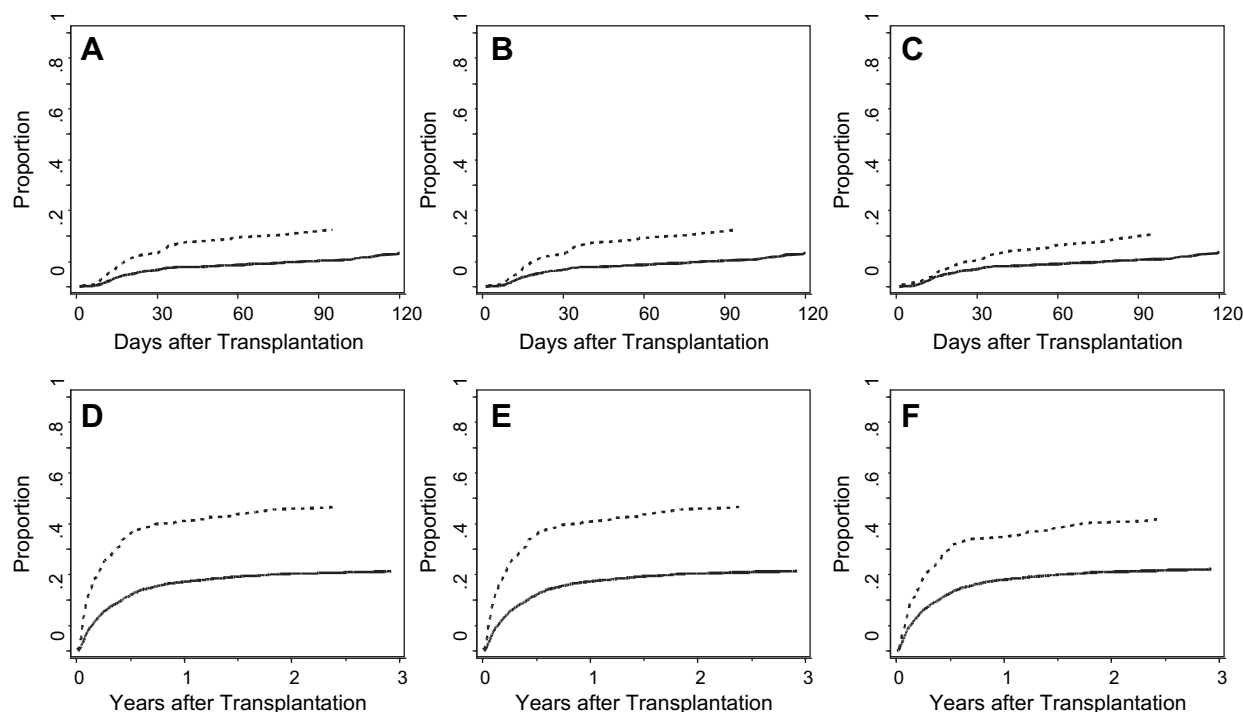 A
Proportion
0 .2 .4 .6 .8 1
0 30 60 90 120
Days after Transplantation
B
Proportion
0 .2 .4 .6 .8 1
0 30 60 90 120
Days after Transplantation
C
Proportion
0 .2 .4 .6 .8 1
0 30 60 90 120
Days after Transplantation
D
Proportion
0 .2 .4 .6 .8 1
0 1 2 3
Years after Transplantation
E
Proportion
0 .2 .4 .6 .8 1
0 1 2 3
Years after Transplantation
F
Proportion
0 .2 .4 .6 .8 1
0 1 2 3
Years after Transplantation